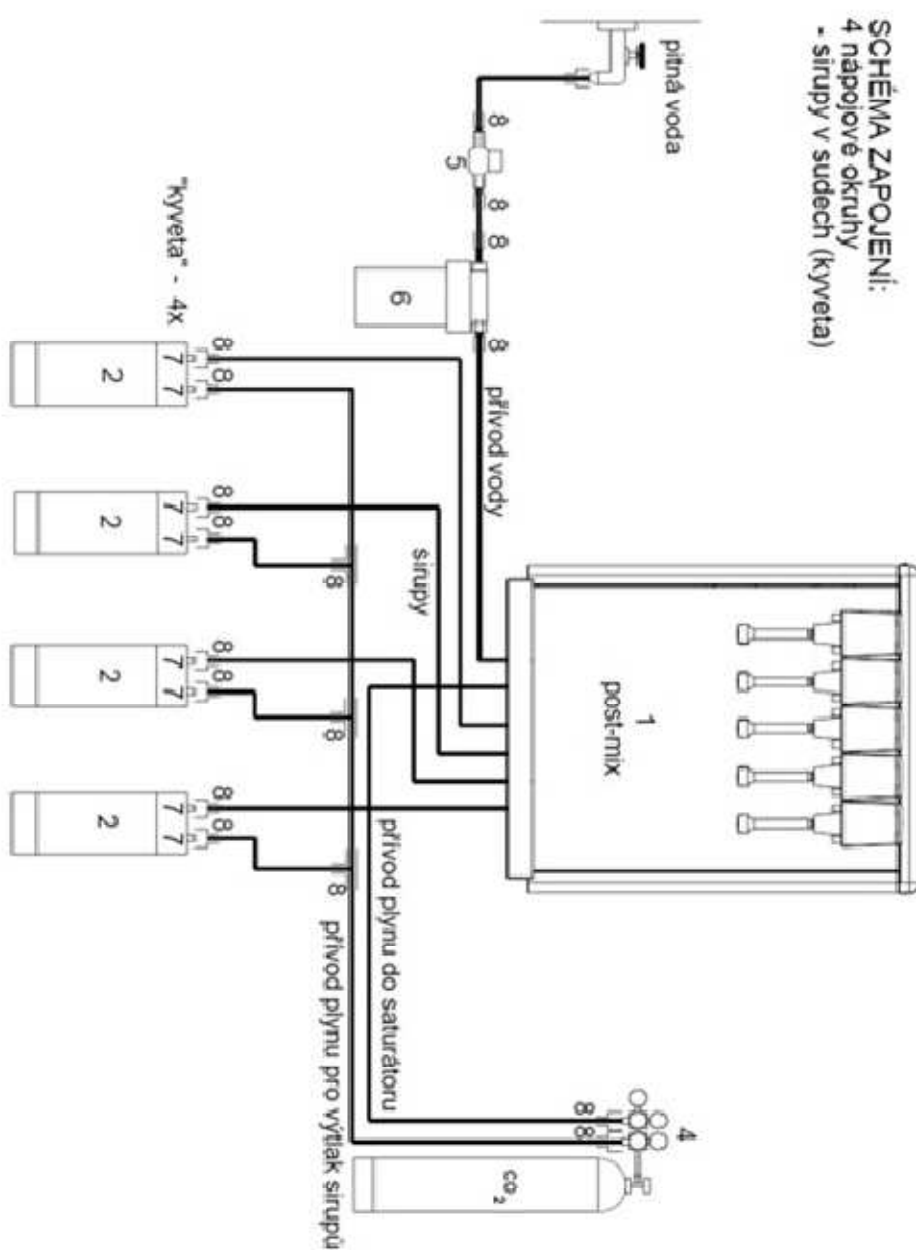 SCHÉMA ZAPOJENÍ:
4 nápojové okruhy
- sirupy v sudech (kyveta)
pitná voda
1
post-mix
4
8 8
CO2
8 8 8 8
5
6
přívod vody
sirupy
přívod plynu do saturátoru
8 8 8
přívod plynu pro výtlak sirupů
"kyveta" - 4x
8 8 8 8 8 8 8 8
7 7 7 7 7 7 7 7
2 2 2 2